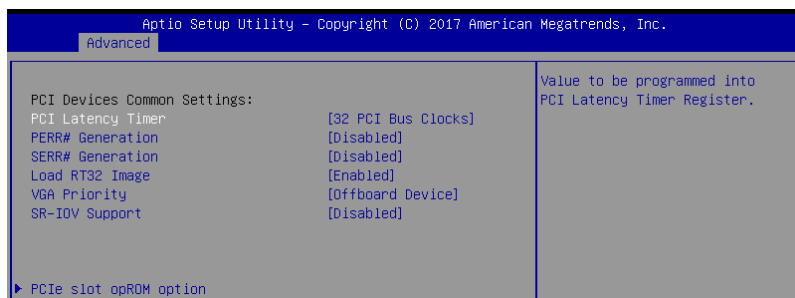 Aptio Setup Utility – Copyright (C) 2017 American Megatrends, Inc.
Advanced
PCI Devices Common Settings:
PCI Latency Timer [32 PCI Bus Clocks]
PERR# Generation [Disabled]
SERR# Generation [Disabled]
Load RT32 Image [Enabled]
VGA Priority [Offboard Device]
SR-IOV Support [Disabled]
PCIe slot opROM option
Value to be programmed into
PCI Latency Timer Register.